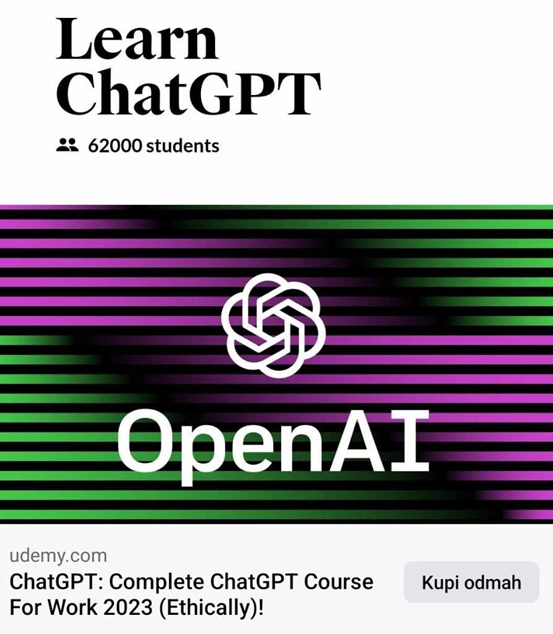 Learn
ChatGPT
62000 students
OpenAI
udemy.com
ChatGPT: Complete ChatGPT Course
For Work 2023 (Ethically)!
Kupi odmah